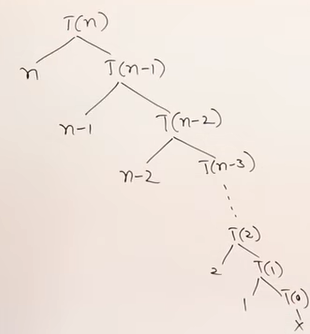 T(n)
n T(n-1)
n-1 T(n-2)
n-2 T(n-3)
T(2)
2 T(1)
1 T(0)
X